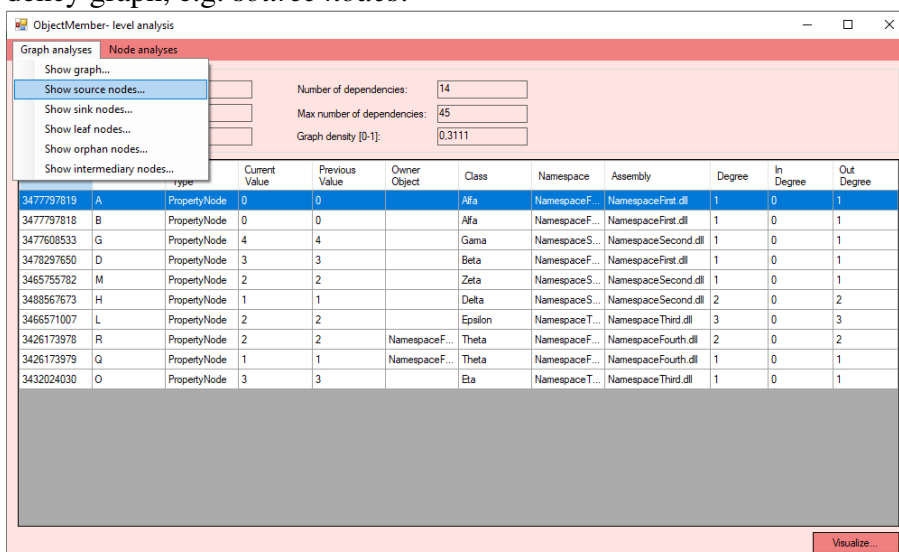 dency graph, e.g. source nodes.
ObjectMember- level analysis
Graph analyses Node analyses
Show graph...
Show source nodes... Number of dependencies: 14
Show sink nodes... Max number of dependencies: 45
Show leaf nodes... Graph density [0-1]: 0,3111
Show orphan nodes...
Show intermediary nodes...
Type Current Value Previous Value Owner Object Class Namespace Assembly Degree In Degree Out Degree
3477797819 A PropertyNode 0 0 Alfa NamespaceF... NamespaceFirst.dll 1 0 1
3477797818 B PropertyNode 0 0 Alfa NamespaceF... NamespaceFirst.dll 1 0 1
3477608533 G PropertyNode 4 4 Gama NamespaceS... NamespaceSecond.dll 1 0 1
3478297650 D PropertyNode 3 3 Beta NamespaceF... NamespaceFirst.dll 1 0 1
3465755782 M PropertyNode 2 2 Zeta NamespaceS... NamespaceSecond.dll 1 0 1
3488567673 H PropertyNode 1 1 Delta NamespaceS... NamespaceSecond.dll 2 0 2
3466571007 L PropertyNode 2 2 Epsilon NamespaceT... NamespaceThird.dll 3 0 3
3426173978 R PropertyNode 2 2 NamespaceF... Theta NamespaceF... NamespaceFourth.dll 2 0 2
3426173979 Q PropertyNode 1 1 NamespaceF... Theta NamespaceF... NamespaceFourth.dll 1 0 1
3432024030 O PropertyNode 3 3 Eta NamespaceT... NamespaceThird.dll 1 0 1
Visualize...